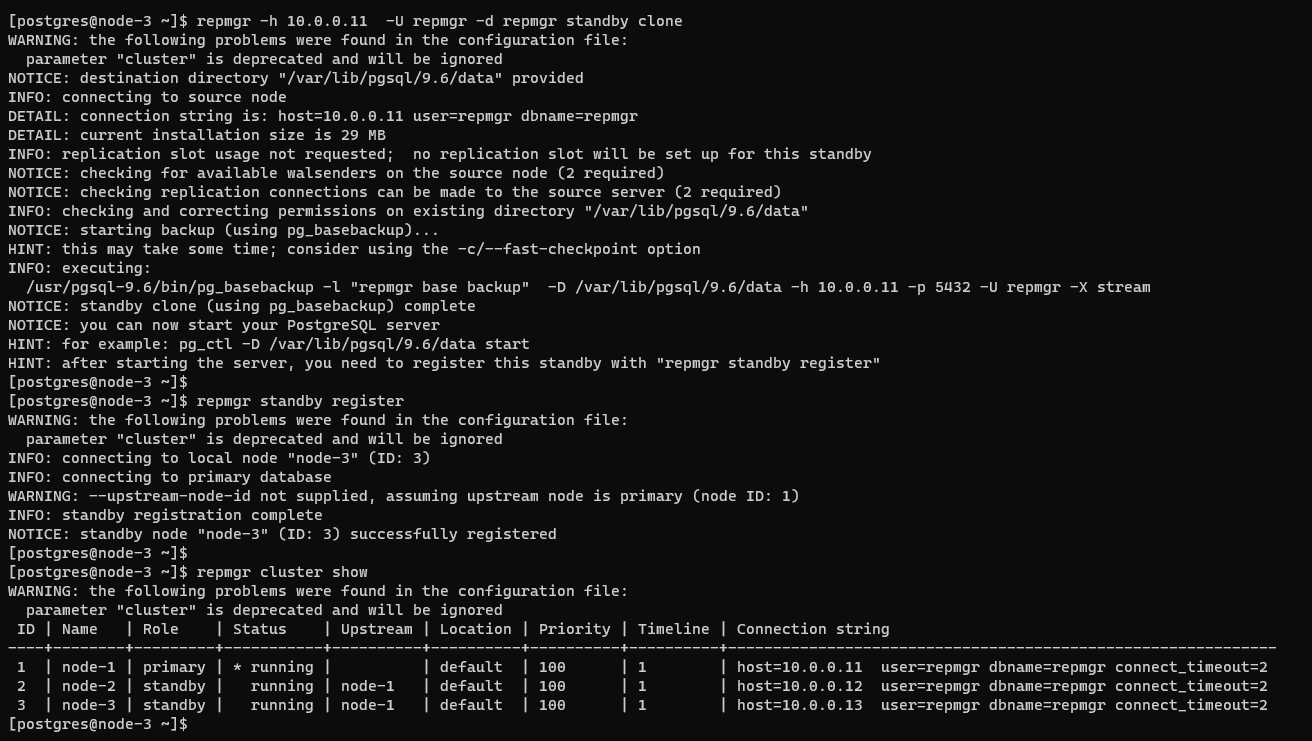 [postgres@node-3 ~]$ repmgr -h 10.0.0.11  -U repmgr -d repmgr standby clone
WARNING: the following problems were found in the configuration file:
  parameter "cluster" is deprecated and will be ignored
NOTICE: destination directory "/var/lib/pgsql/9.6/data" provided
INFO: connecting to source node
DETAIL: connection string is: host=10.0.0.11 user=repmgr dbname=repmgr
DETAIL: current installation size is 29 MB
INFO: replication slot usage not requested;  no replication slot will be set up for this standby
NOTICE: checking for available walsenders on the source node (2 required)
NOTICE: checking replication connections can be made to the source server (2 required)
INFO: checking and correcting permissions on existing directory "/var/lib/pgsql/9.6/data"
NOTICE: starting backup (using pg_basebackup)...
HINT: this may take some time; consider using the -c/--fast-checkpoint option
INFO: executing:
  /usr/pgsql-9.6/bin/pg_basebackup -l "repmgr base backup"  -D /var/lib/pgsql/9.6/data -h 10.0.0.11 -p 5432 -U repmgr -X stream
NOTICE: standby clone (using pg_basebackup) complete
NOTICE: you can now start your PostgreSQL server
HINT: for example: pg_ctl -D /var/lib/pgsql/9.6/data start
HINT: after starting the server, you need to register this standby with "repmgr standby register"
[postgres@node-3 ~]$
[postgres@node-3 ~]$ repmgr standby register
WARNING: the following problems were found in the configuration file:
  parameter "cluster" is deprecated and will be ignored
INFO: connecting to local node "node-3" (ID: 3)
INFO: connecting to primary database
WARNING: --upstream-node-id not supplied, assuming upstream node is primary (node ID: 1)
INFO: standby registration complete
NOTICE: standby node "node-3" (ID: 3) successfully registered
[postgres@node-3 ~]$
[postgres@node-3 ~]$ repmgr cluster show
WARNING: the following problems were found in the configuration file:
  parameter "cluster" is deprecated and will be ignored
 ID | Name   | Role    | Status    | Upstream | Location | Priority | Timeline | Connection string
----+--------+---------+-----------+----------+----------+----------+----------+-------------------------------------------------------------
 1  | node-1 | primary | * running |          | default  | 100      | 1        | host=10.0.0.11  user=repmgr dbname=repmgr connect_timeout=2
 2  | node-2 | standby |   running | node-1   | default  | 100      | 1        | host=10.0.0.12  user=repmgr dbname=repmgr connect_timeout=2
 3  | node-3 | standby |   running | node-1   | default  | 100      | 1        | host=10.0.0.13  user=repmgr dbname=repmgr connect_timeout=2
[postgres@node-3 ~]$